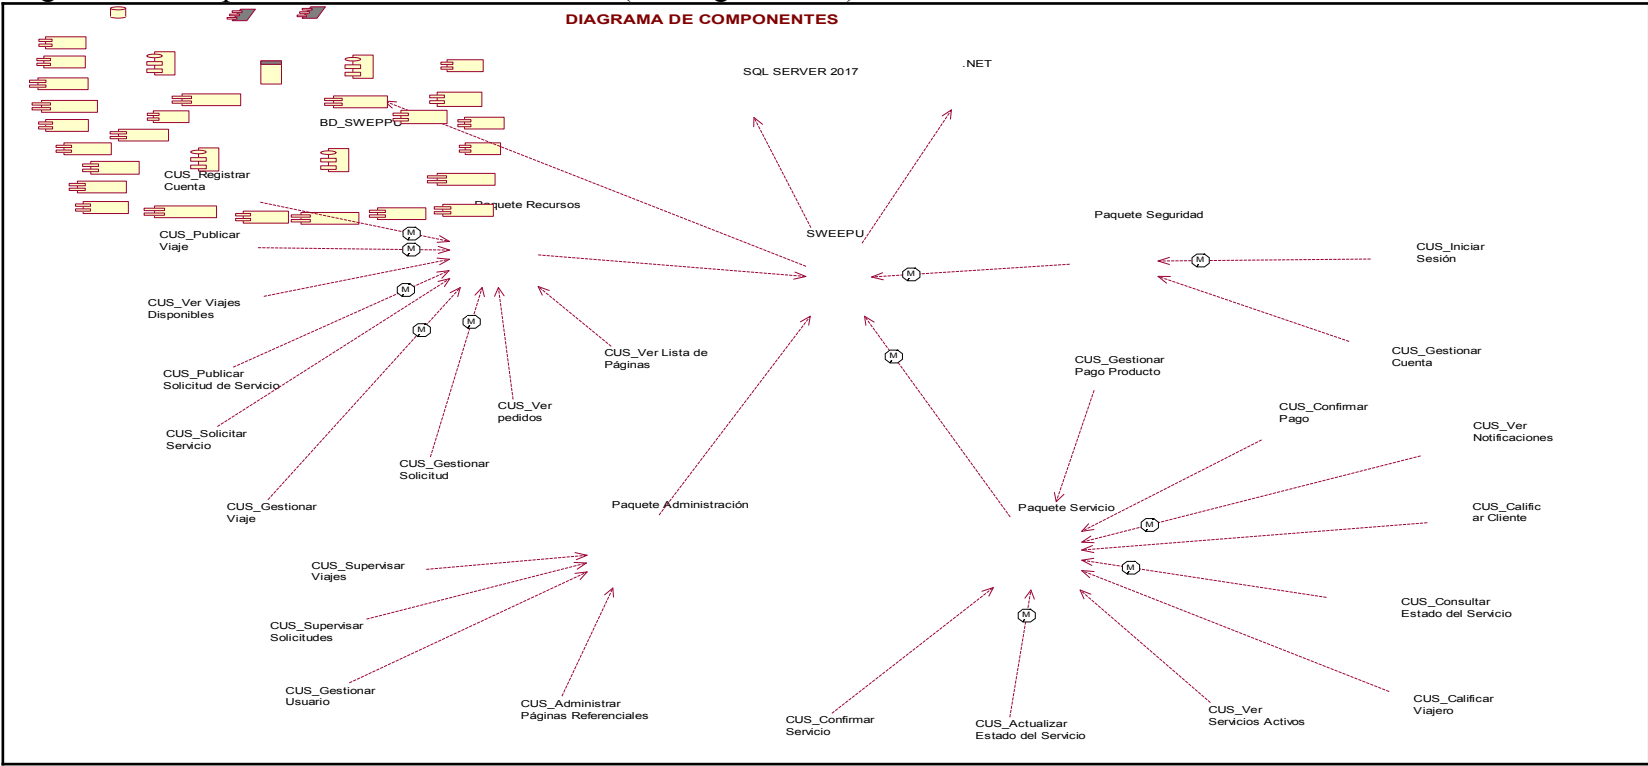 DIAGRAMA DE COMPONENTES
.NET
SQL SERVER 2017
BD_SWEPPU
CUS_Registrar
Cuenta
Paquete Recursos
Paquete Seguridad
CUS_Publicar
Viaje
SWEEPU
CUS_Iniciar
Sesión
M
M
M
M
M
M
M
M
CUS_Ver Viajes
Disponibles
CUS_Ver Lista de
Páginas
CUS_Gestionar
Pago Producto
CUS_Gestionar
Cuenta
CUS_Publicar
Solicitud de Servicio
CUS_Ver
pedidos
CUS_Confirmar
Pago
CUS_Solicitar
Servicio
CUS_Ver
Notificaciones
CUS_Gestionar
Solicitud
CUS_Gestionar
Viaje
Paquete Administración
Paquete Servicio
CUS_Calific
ar Cliente
M
M
M
CUS_Supervisar
Viajes
CUS_Consultar
Estado del Servicio
CUS_Supervisar
Solicitudes
CUS_Gestionar
Usuario
CUS_Administrar
Páginas Referenciales
CUS_Confirmar
Servicio
CUS_Actualizar
Estado del Servicio
CUS_Ver
Servicios Activos
CUS_Calificar
Viajero